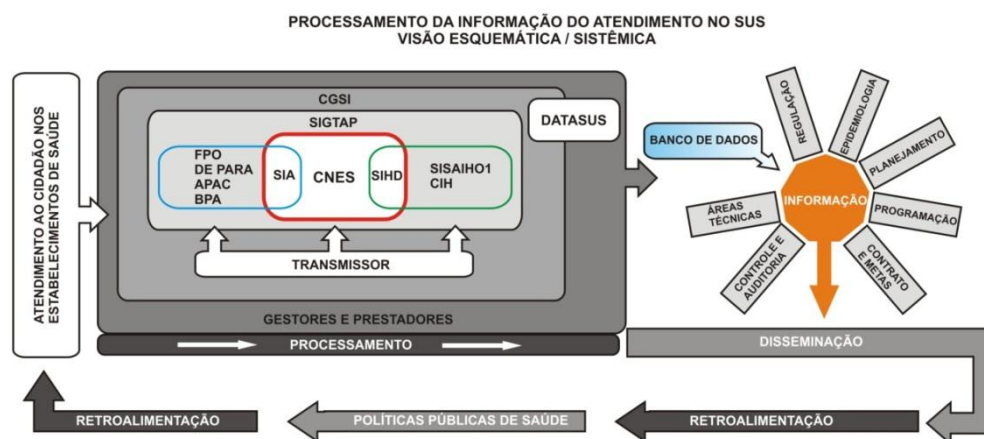 PROCESSAMENTO DA INFORMAÇÃO DO ATENDIMENTO NO SUS
VISÃO ESQUEMÁTICA / SISTÊMICA
ATENDIMENTO AO CIDADÃO NOS
ESTABELECIMENTOS DE SAÚDE
CGSI
SIGTAP
DATASUS
FPO
DE PARA
APAC
BPA
SIA
CNES
SIHD
SISAIHO1
CIH
TRANSMISSOR
GESTORES E PRESTADORES
PROCESSAMENTO
BANCO DE DADOS
REGULAÇÃO
EPIDEMIOLOGIA
PLANEJAMENTO
INFORMAÇÃO
ÁREAS
TÉCNICAS
PROGRAMAÇÃO
CONTROLE E
AUDITORIA
CONTRATO
E METAS
DISSEMINAÇÃO
RETROALIMENTAÇÃO
POLÍTICAS PÚBLICAS DE SAÚDE
RETROALIMENTAÇÃO